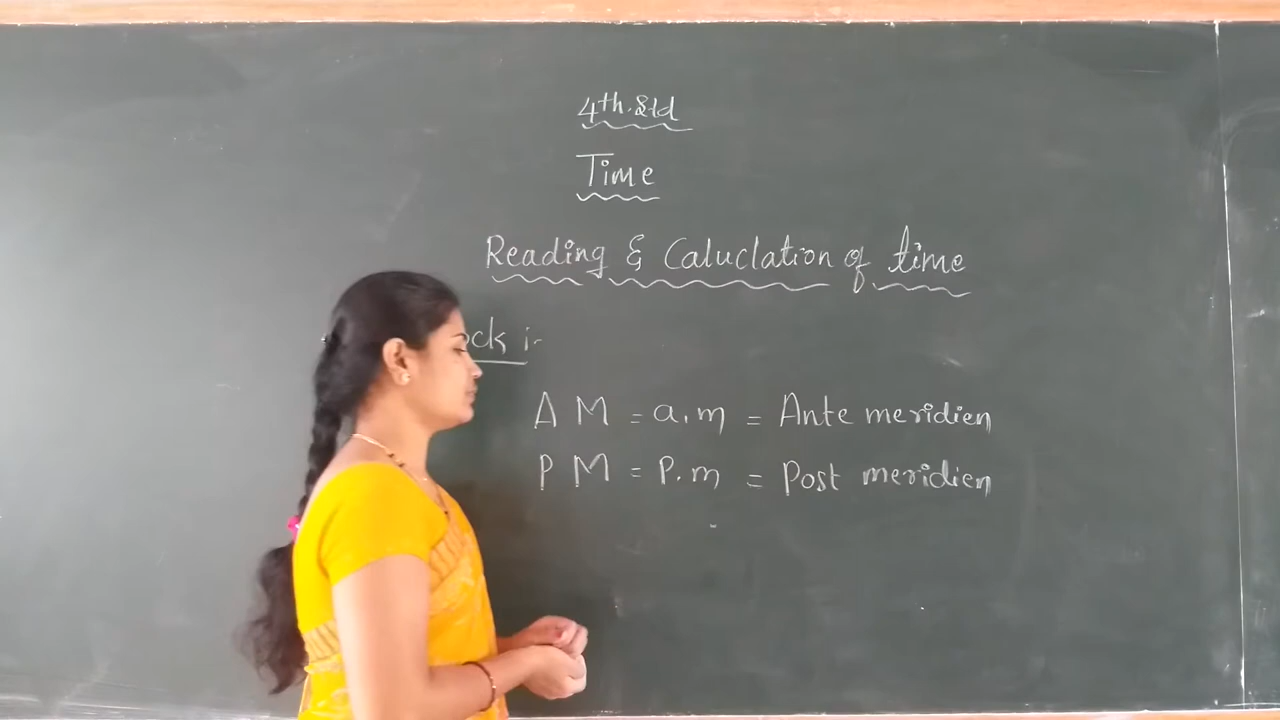 4th.Std
Time
Reading & Caluclation of time
AM = a.m = Ante meridien
PM = P.m = Post meridien